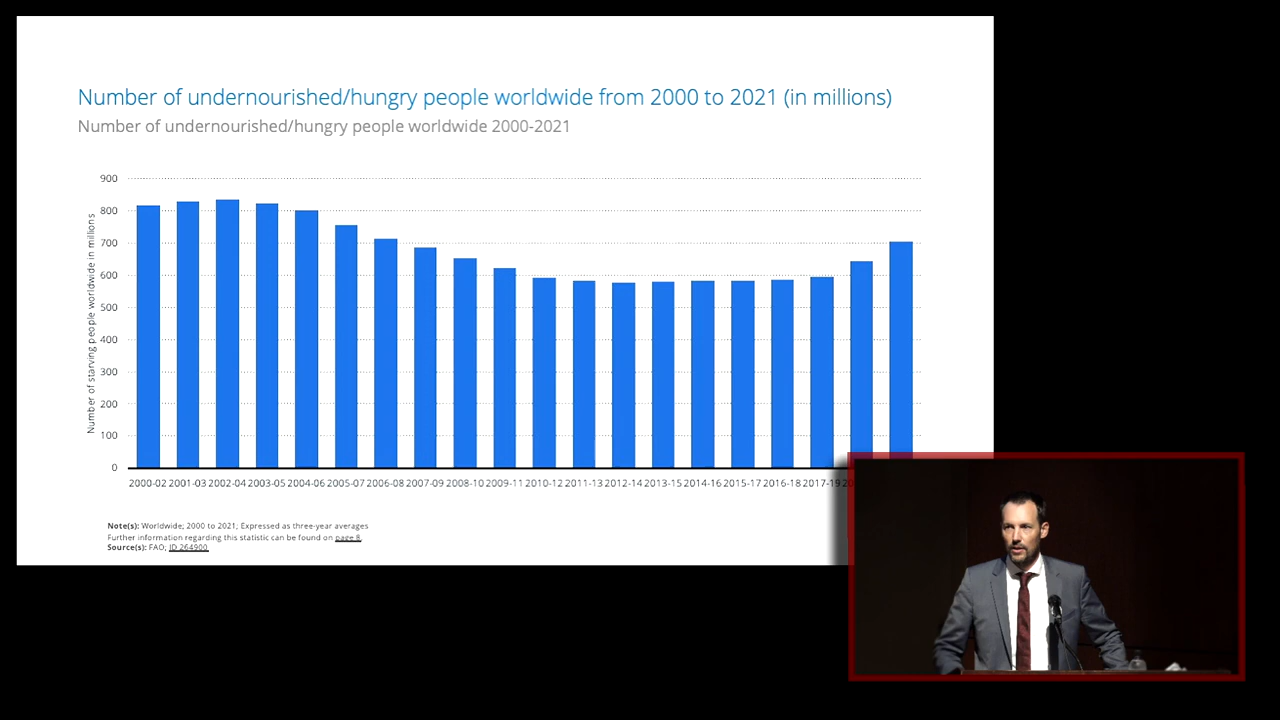 Number of undernourished/hungry people worldwide from 2000 to 2021 (in millions)
Number of undernourished/hungry people worldwide 2000-2021
Number of starving people worldwide in millions
900
800
700
600
500
400
300
200
100
0
2000-02 2001-03 2002-04 2003-05 2004-06 2005-07 2006-08 2007-09 2008-10 2009-11 2010-12 2011-13 2012-14 2013-15 2014-16 2015-17 2016-18 2017-19
Note(s): Worldwide; 2000 to 2021; Expressed as three-year averages
Further information regarding this statistic can be found on page 8.
Source(s): FAO; ID 264900